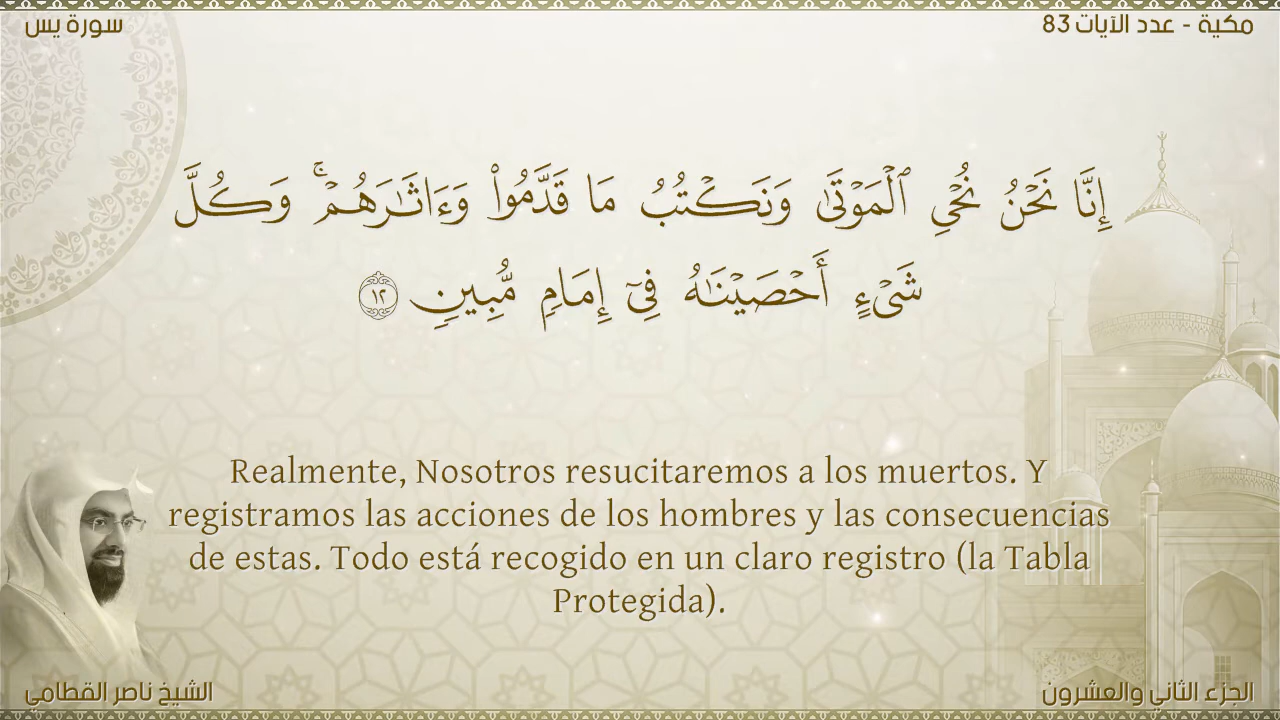 مكية - عدد الآيات 83
سورة يس
إِنَّا نَحْنُ نُحْىِ ٱلْمَوْتَىٰ وَنَكْتُبُ مَا قَدَّمُوا۟ وَءَاثَـٰرَهُمْ ۚ وَكُلَّ
شَىْءٍ أَحْصَيْنَـٰهُ فِىٓ إِمَامٍ مُّبِينٍ ١٢
Realmente, Nosotros resucitaremos a los muertos. Y
registramos las acciones de los hombres y las consecuencias
de estas. Todo está recogido en un claro registro (la Tabla
Protegida).
الجزء الثاني والعشرون
الشيخ ناصر القطامي